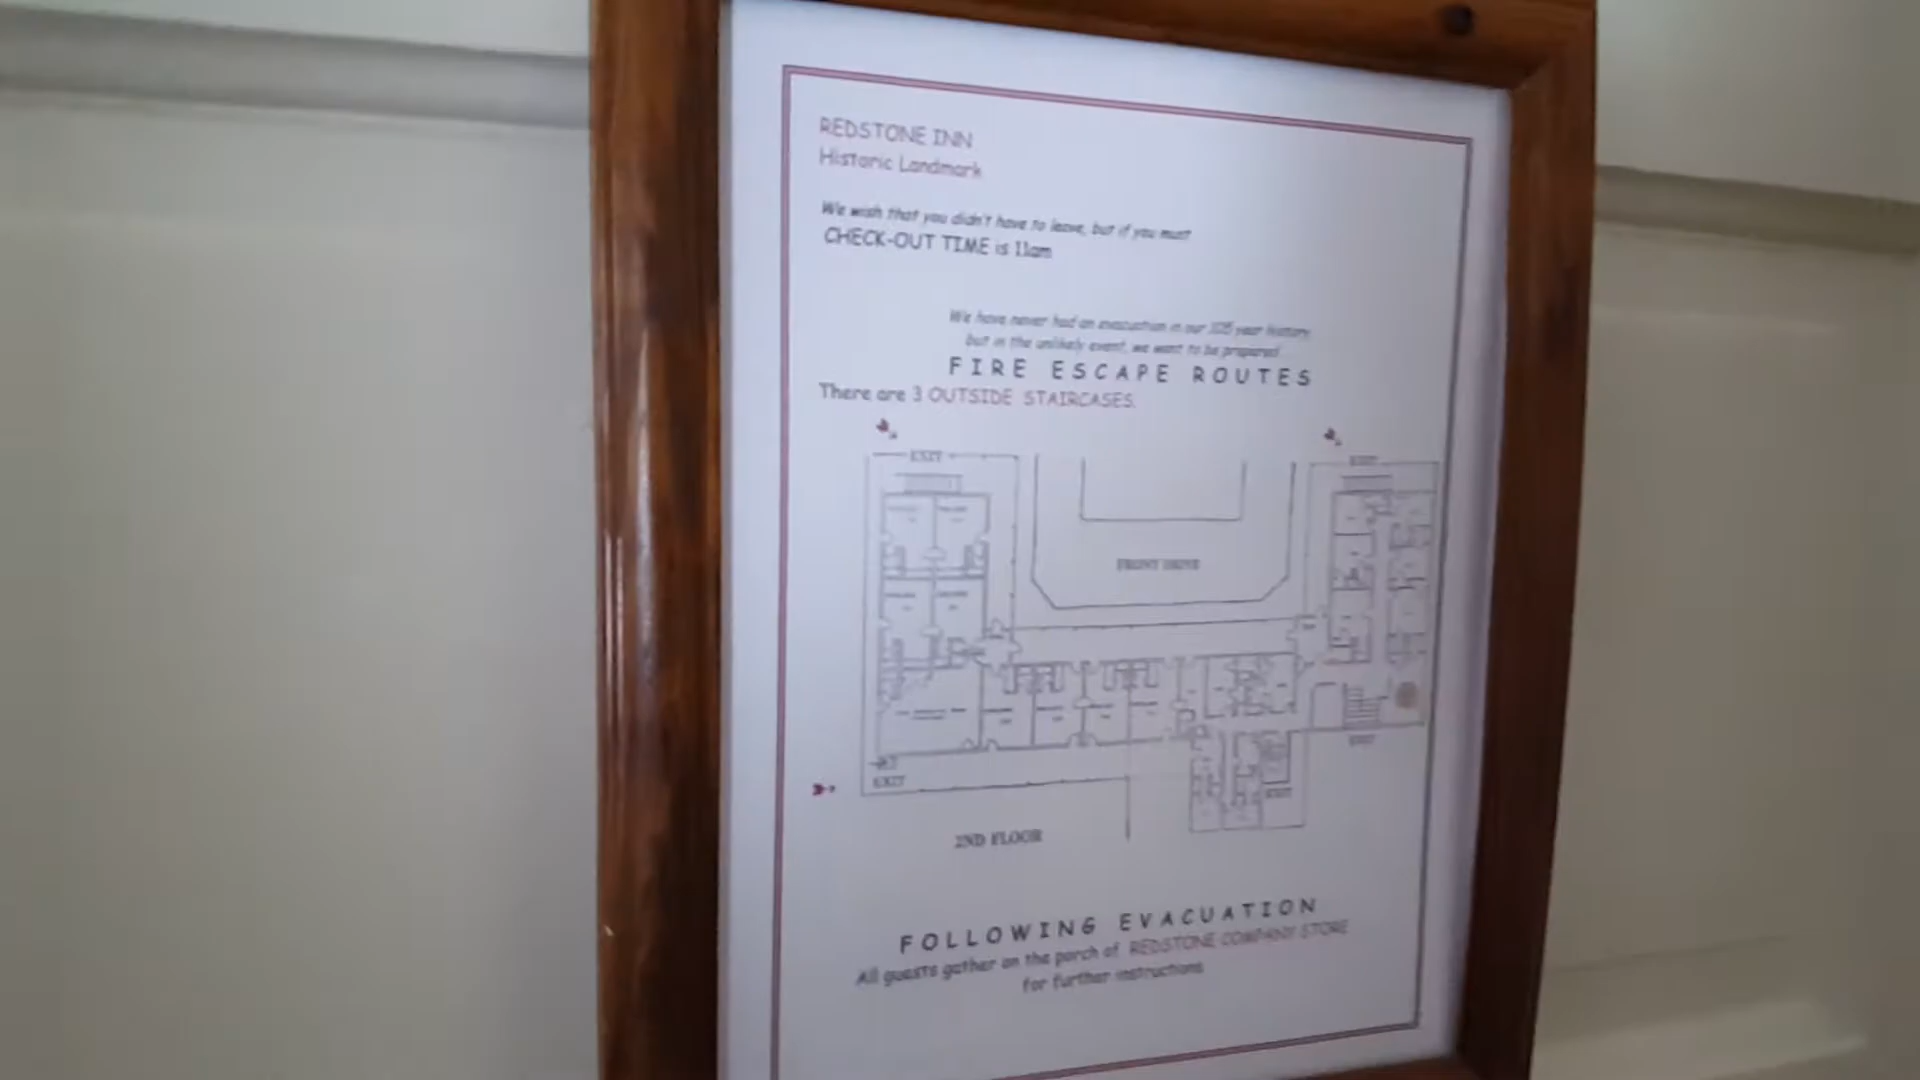 REDSTONE INN
Historic Landmark
We wish that you didn't have to leave, but if you must
CHECK-OUT TIME is 11am
We have never had an evacuation in our 105 year history
but in the unlikely event, we want to be prepared
FIRE ESCAPE ROUTES
There are 3 OUTSIDE STAIRCASES.
EXIT
EXIT
FRONT DRIVE
EXIT
EXIT
EXIT
2ND FLOOR
FOLLOWING EVACUATION
All guests gather on the porch of REDSTONE COMPANY STORE
for further instructions